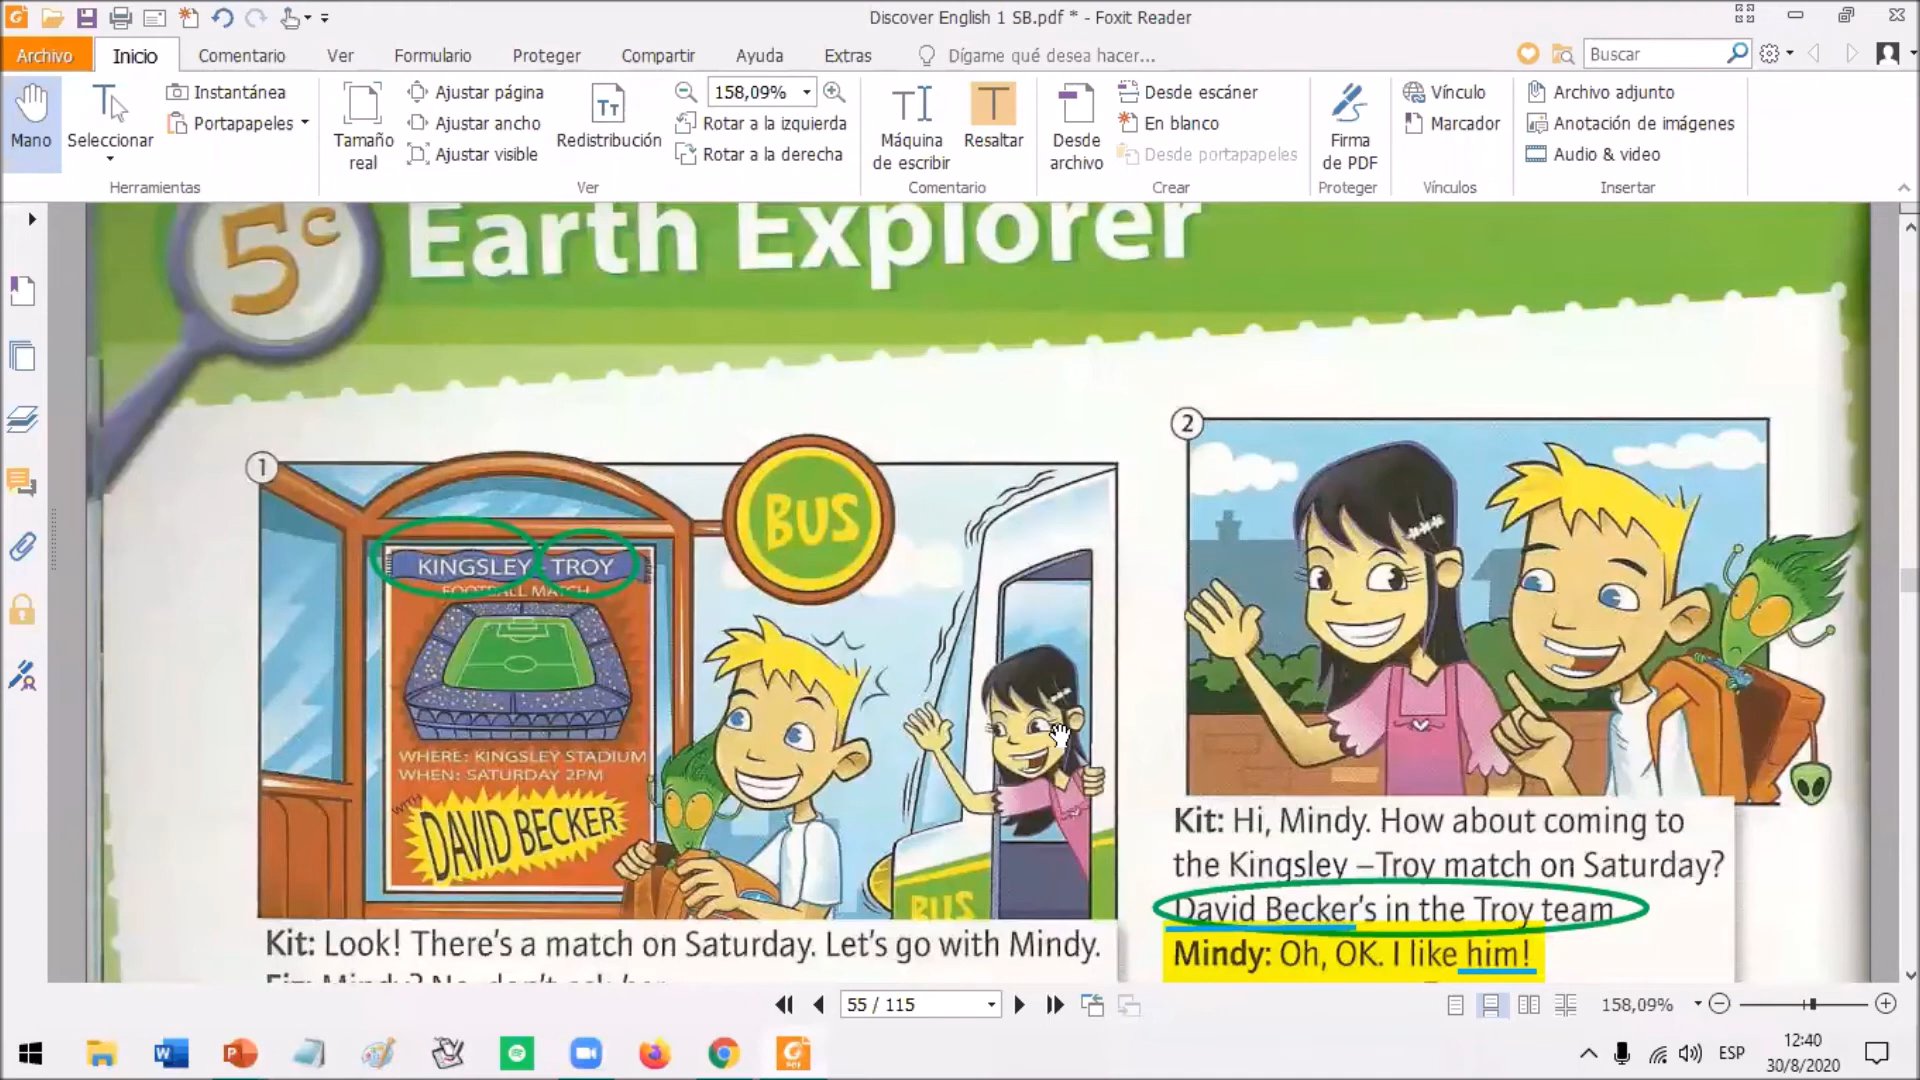 Discover English 1 SB.pdf * - Foxit Reader
Archivo Inicio Comentario Ver Formulario Proteger Compartir Ayuda Extras Dígame qué desea hacer... Buscar
Mano
Seleccionar
Instantánea
Portapapeles
Herramientas
Tamaño real
Ajustar página
Ajustar ancho
Ajustar visible
Redistribución
158,09%
Rotar a la izquierda
Rotar a la derecha
Ver
Máquina de escribir
Resaltar
Comentario
Desde archivo
Desde escáner
En blanco
Desde portapapeles
Crear
Firma de PDF
Proteger
Vínculo
Marcador
Vínculos
Archivo adjunto
Anotación de imágenes
Audio & video
Insertar
5c Earth Explorer
1
BUS
KINGSLEY - TROY
FOOTBALL MATCH
WHERE: KINGSLEY STADIUM
WHEN: SATURDAY 2PM
WITH
DAVID BECKER
BUS
Kit: Look! There's a match on Saturday. Let's go with Mindy.
2
Kit: Hi, Mindy. How about coming to
the Kingsley –Troy match on Saturday?
David Becker's in the Troy team
Mindy: Oh, OK. I like him!
55 / 115
158,09%
ESP
12:40
30/8/2020